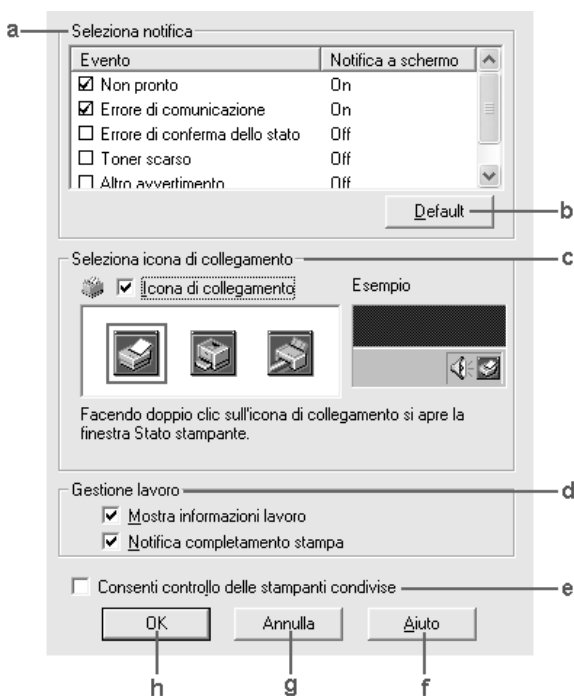 a Seleziona notifica
Evento Notifica a schermo
Non pronto On
Errore di comunicazione On
Errore di conferma dello stato Off
Toner scarso Off
Altro avvertimento Off
Default b
Seleziona icona di collegamento c
Icona di collegamento Esempio
Facendo doppio clic sull'icona di collegamento si apre la
finestra Stato stampante.
Gestione lavoro d
Mostra informazioni lavoro
Notifica completamento stampa
Consenti controllo delle stampanti condivise e
OK Annulla Aiuto
h g f